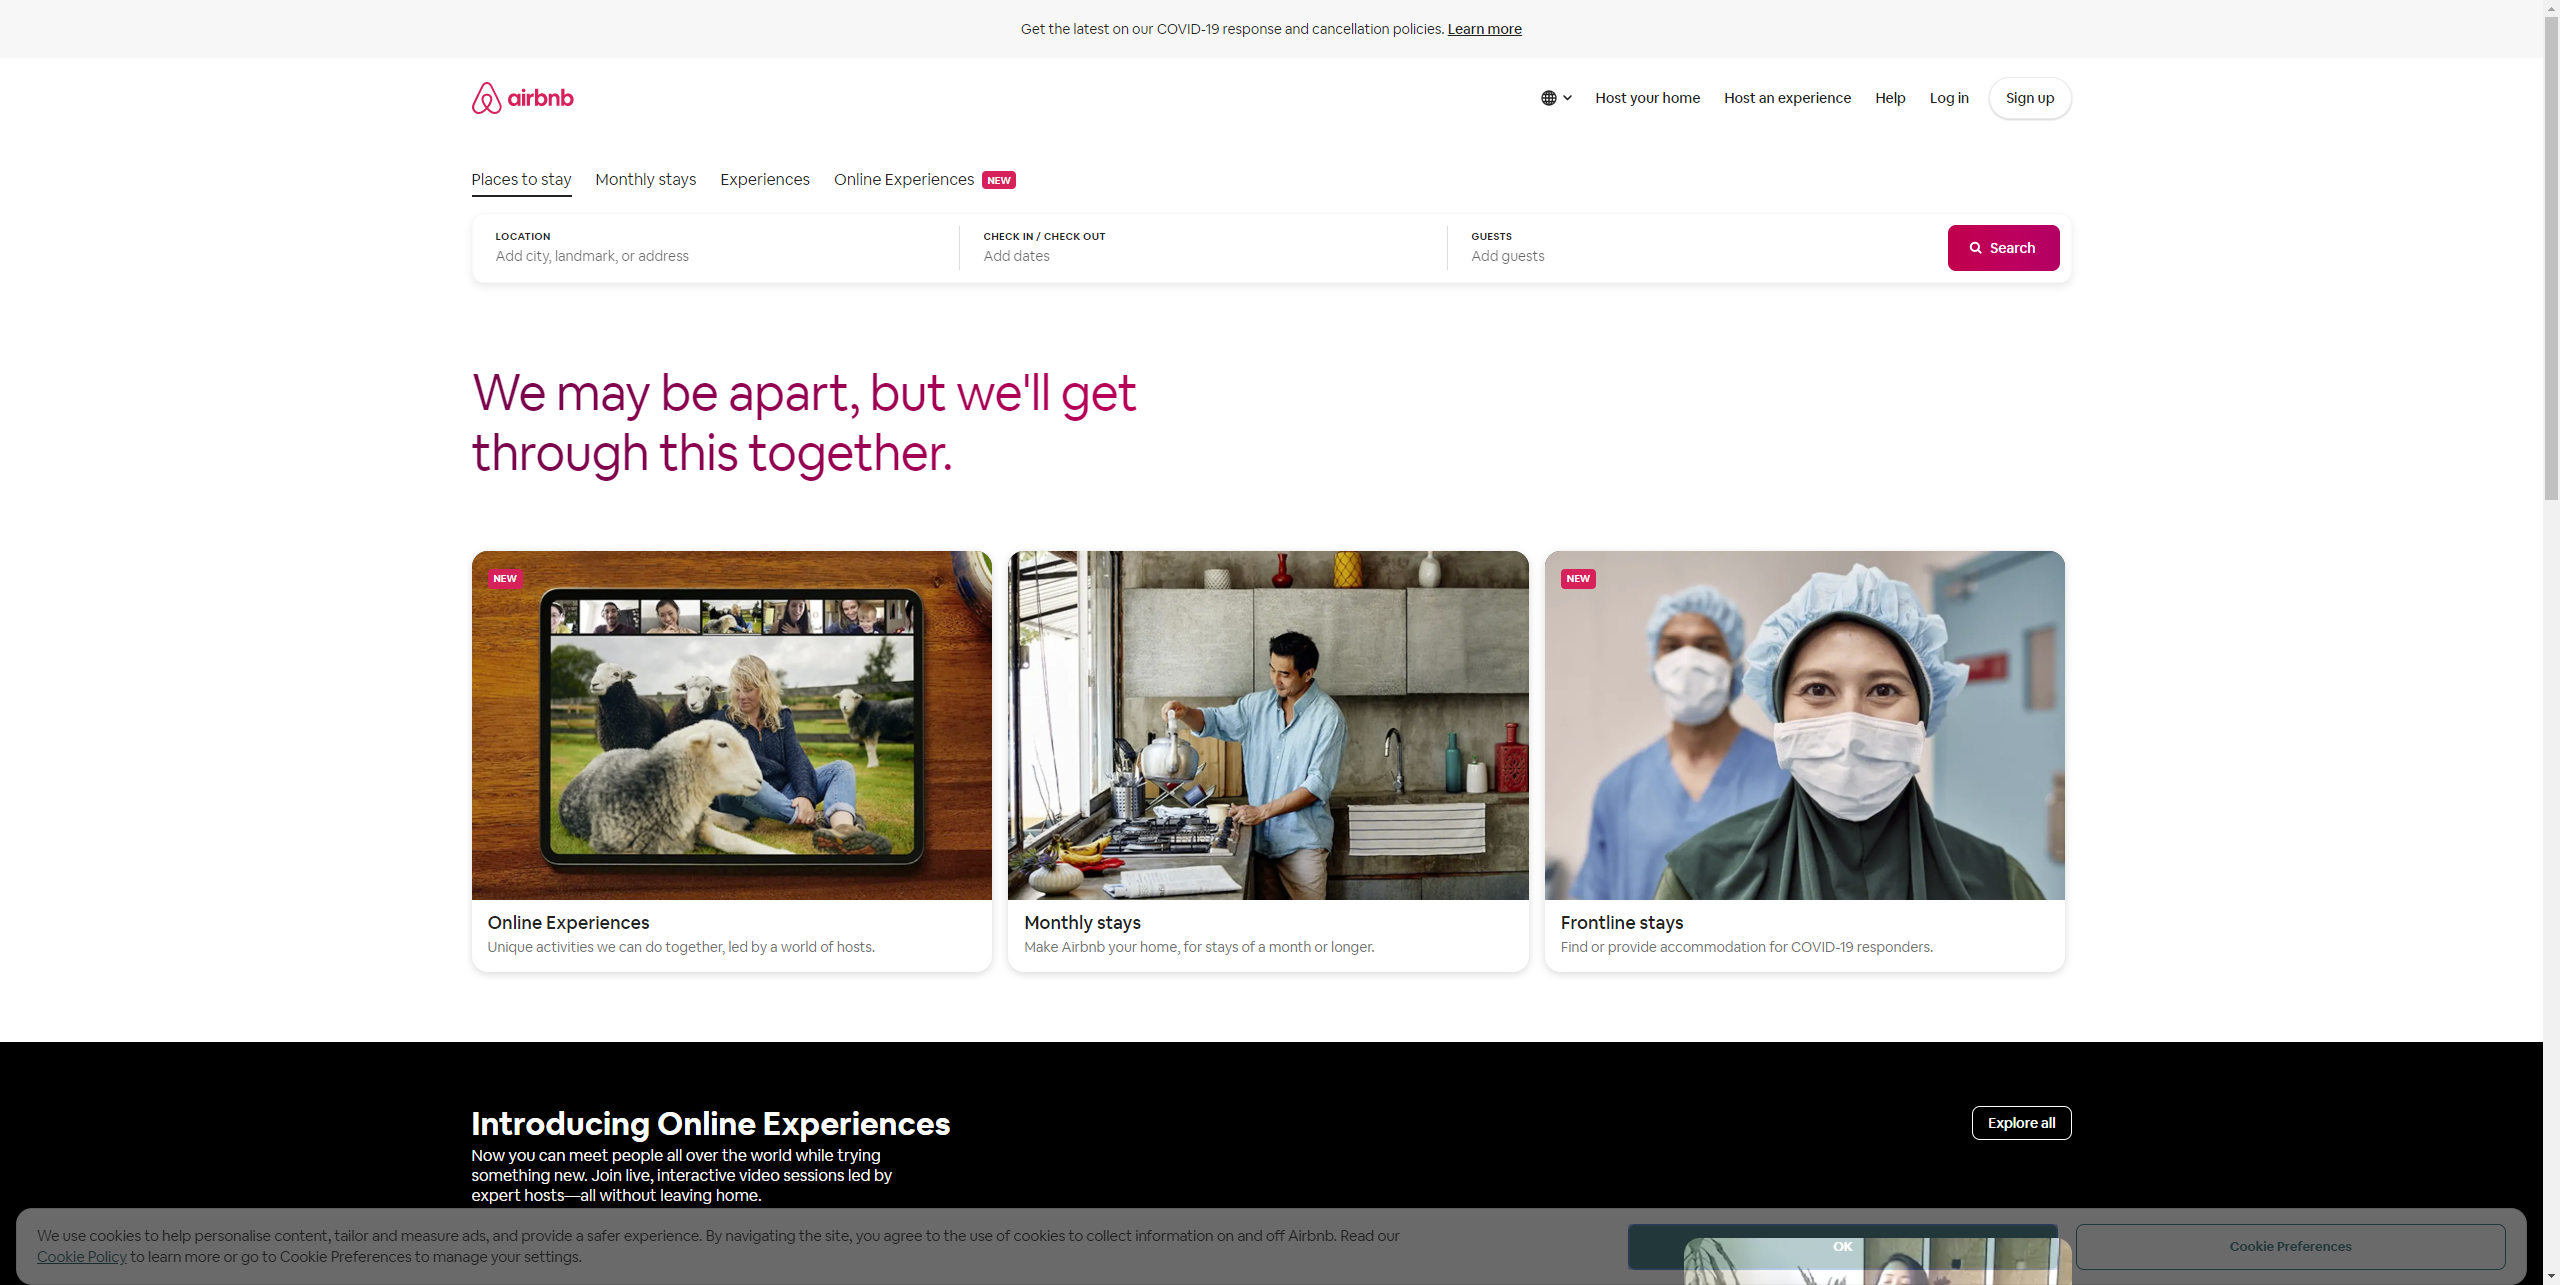 Get the latest on our COVID-19 response and cancellation policies. Learn more
airbnb
Host your home
Host an experience
Help
Log in
Sign up
Places to stay
Monthly stays
Experiences
Online Experiences
NEW
LOCATION
Add city, landmark, or address
CHECK IN / CHECK OUT
Add dates
GUESTS
Add guests
Search
We may be apart, but we'll get
through this together.
NEW
Online Experiences
Unique activities we can do together, led by a world of hosts.
Monthly stays
Make Airbnb your home, for stays of a month or longer.
NEW
Frontline stays
Find or provide accommodation for COVID-19 responders.
Introducing Online Experiences
Now you can meet people all over the world while trying
something new. Join live, interactive video sessions led by
expert hosts—all without leaving home.
Explore all
We use cookies to help personalise content, tailor and measure ads, and provide a safer experience. By navigating the site, you agree to the use of cookies to collect information on and off Airbnb. Read our
Cookie Policy to learn more or go to Cookie Preferences to manage your settings.
OK
Cookie Preferences